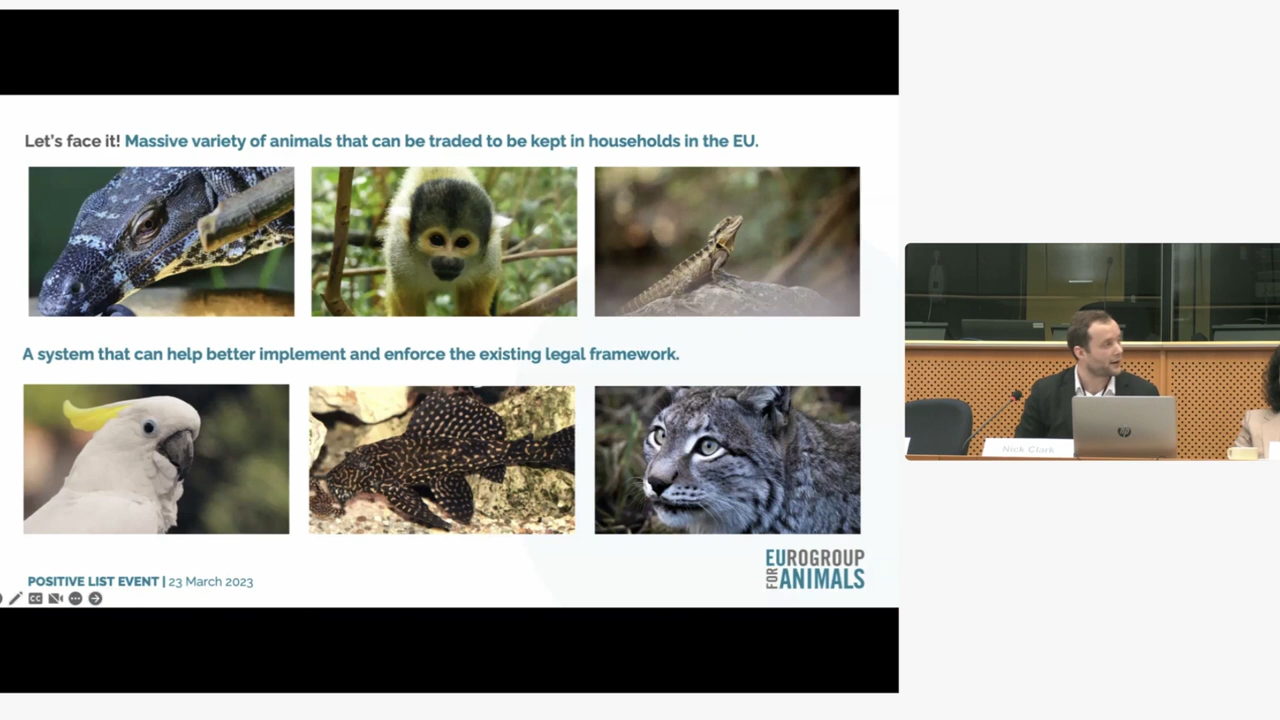 Let's face it! Massive variety of animals that can be traded to be kept in households in the EU.
A system that can help better implement and enforce the existing legal framework.
POSITIVE LIST EVENT | 23 March 2023
EUROGROUP
FOR ANIMALS
CC
Nick Clark
hp